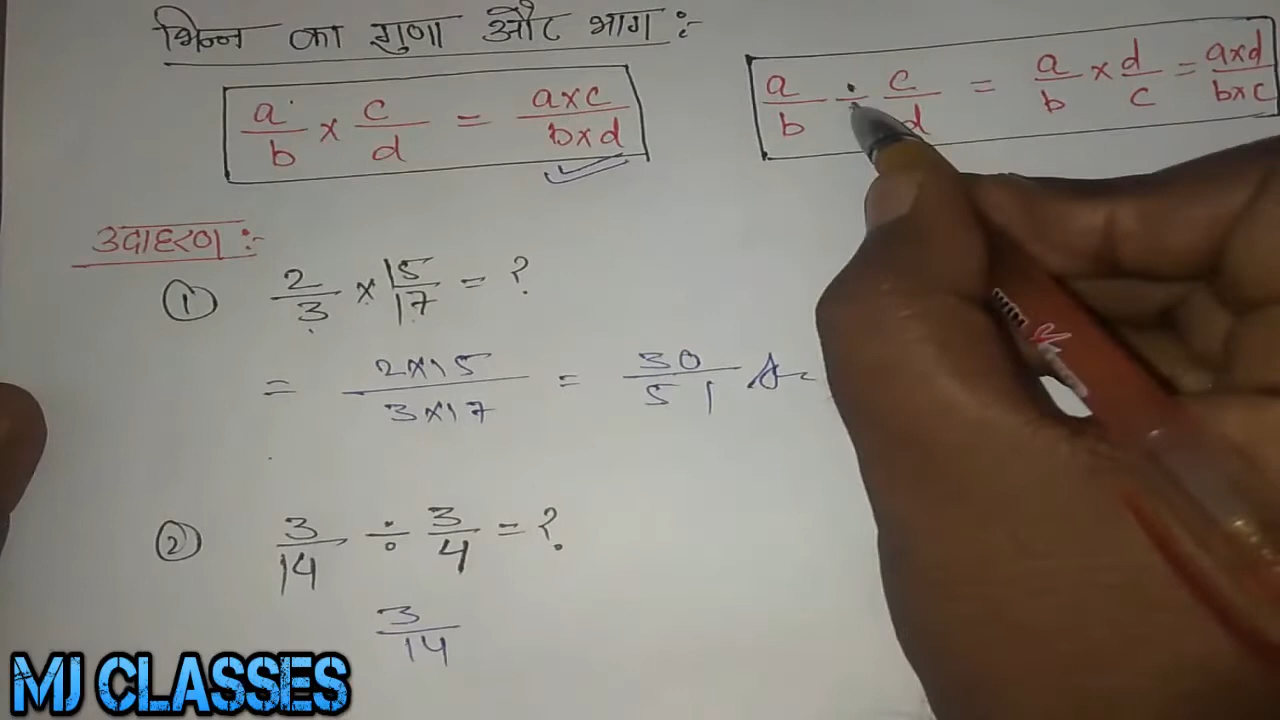 भिन्न का गुणा और भाग :-
a/b × c/d = a×c/b×d
a/b ÷ c/d = a/b × d/c = a×d/b×c
उदाहरण :-
① 2/3 × 15/17 = ?
= 2×15/3×17 = 30/51 A
② 3/14 ÷ 3/4 = ?
3/14
MJ CLASSES